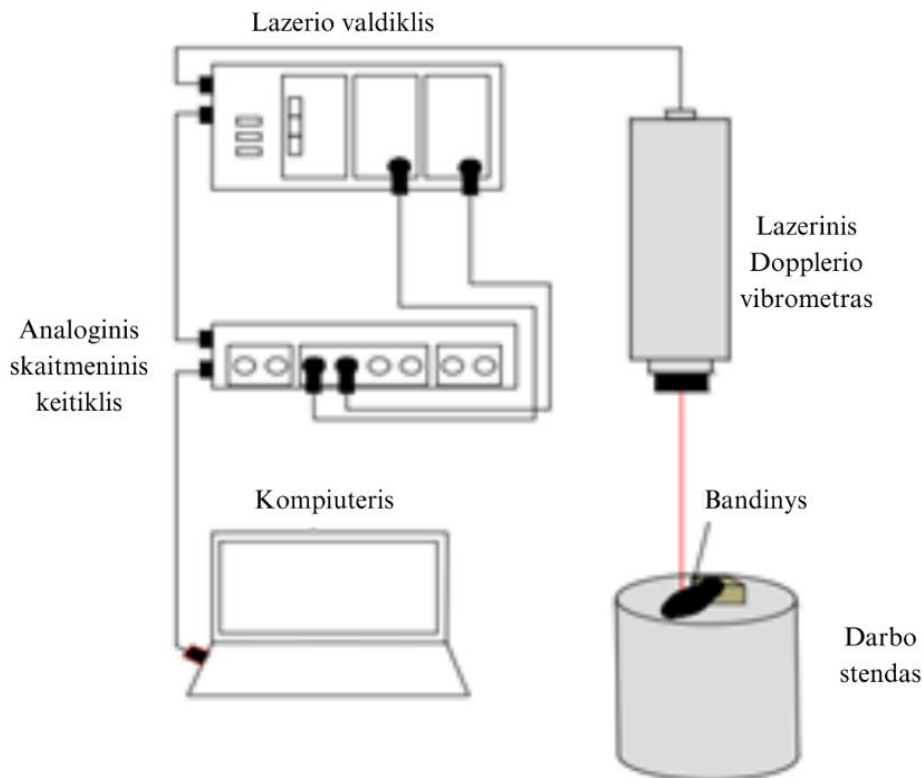 Lazerio valdiklis
Lazerinis
Dopplerio
vibrometras
Analoginis
skaitmeninis
keitiklis
Kompiuteris
Bandinys
Darbo
stendas